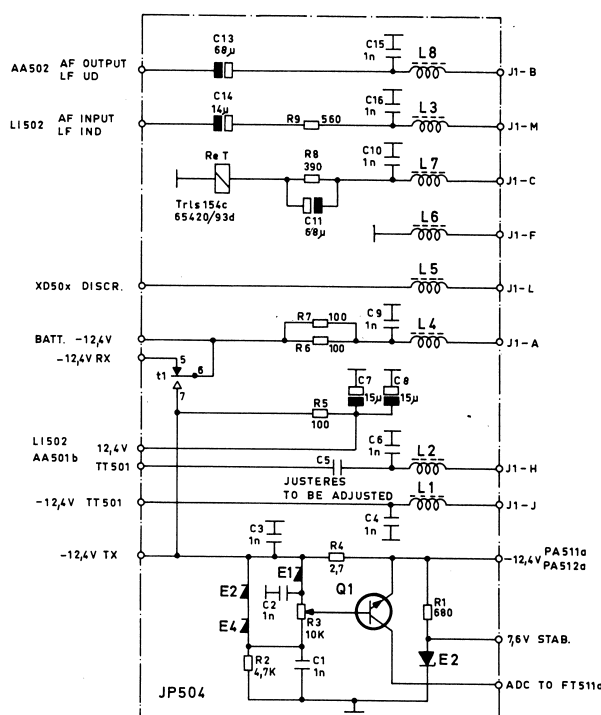 C13
68µ
C15
1n
L8
AA502 AF OUTPUT
LF UD
J1-B
C14
14µ
C16
1n
L3
LI502 AF INPUT
LF IND
R9 560
J1-M
Re T
R8
390
C10
1n
L7
J1-C
Trls 154c
65420/93d
C11
68µ
L6
J1-F
L5
XD50x DISCR.
J1-L
R7 100
C9
1n
L4
BATT. -12,4V
R6 100
J1-A
-12,4V RX
5
t1 6
7
C7
15µ
C8
15µ
R5
100
LI502
AA501b
12,4V
TT501
C5
C6
1n
L2
J1-H
JUSTERES
TO BE ADJUSTED
L1
-12,4V TT501
J1-J
C3
1n
C4
1n
-12,4V TX
R4
2,7
-12,4V PA511a
PA512a
E1
Q1
E2
C2
1n
R3
10K
R1
680
E4
7,6V STAB.
R2
4,7K
C1
1n
E2
ADC TO FT511a
JP504